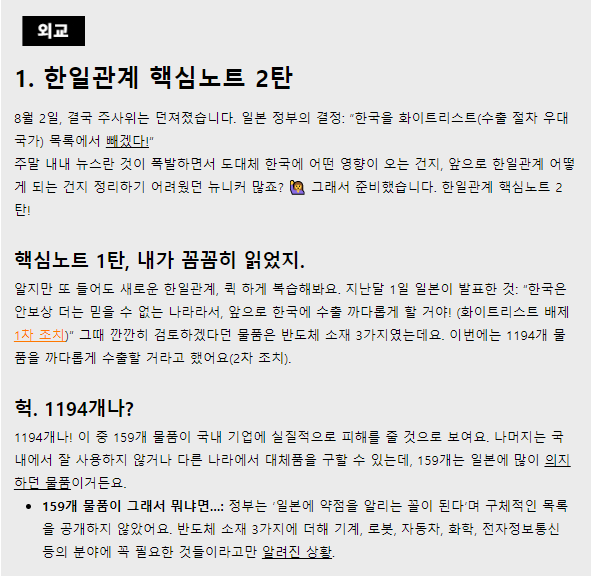 외교
1. 한일관계 핵심노트 2탄
8월 2일, 결국 주사위는 던져졌습니다. 일본 정부의 결정: “한국을 화이트리스트(수출 절차 우대
국가) 목록에서 빼겠다!”
주말 내내 뉴스란 것이 폭발하면서 도대체 한국에 어떤 영향이 오는 건지, 앞으로 한일관계 어떻
게 되는 건지 정리하기 어려웠던 뉴니커 많죠? 🙋 그래서 준비했습니다. 한일관계 핵심노트 2
탄!
핵심노트 1탄, 내가 꼼꼼히 읽었지.
알지만 또 들어도 새로운 한일관계, 퀵 하게 복습해봐요. 지난달 1일 일본이 발표한 것: “한국은
안보상 더는 믿을 수 없는 나라라서, 앞으로 한국에 수출 까다롭게 할 거야! (화이트리스트 배제
1차 조치)” 그때 깐깐히 검토하겠다던 물품은 반도체 소재 3가지였는데요. 이번에는 1194개 물
품을 까다롭게 수출할 거라고 했어요(2차 조치).
헉. 1194개나?
1194개나! 이 중 159개 물품이 국내 기업에 실질적으로 피해를 줄 것으로 보여요. 나머지는 국
내에서 잘 사용하지 않거나 다른 나라에서 대체품을 구할 수 있는데, 159개는 일본에 많이 의지
하던 물품이거든요.
• 159개 물품이 그래서 뭐냐면...: 정부는 ‘일본에 약점을 알리는 꼴이 된다’며 구체적인 목록
을 공개하지 않았어요. 반도체 소재 3가지에 더해 기계, 로봇, 자동차, 화학, 전자정보통신
등의 분야에 꼭 필요한 것들이라고만 알려진 상황.